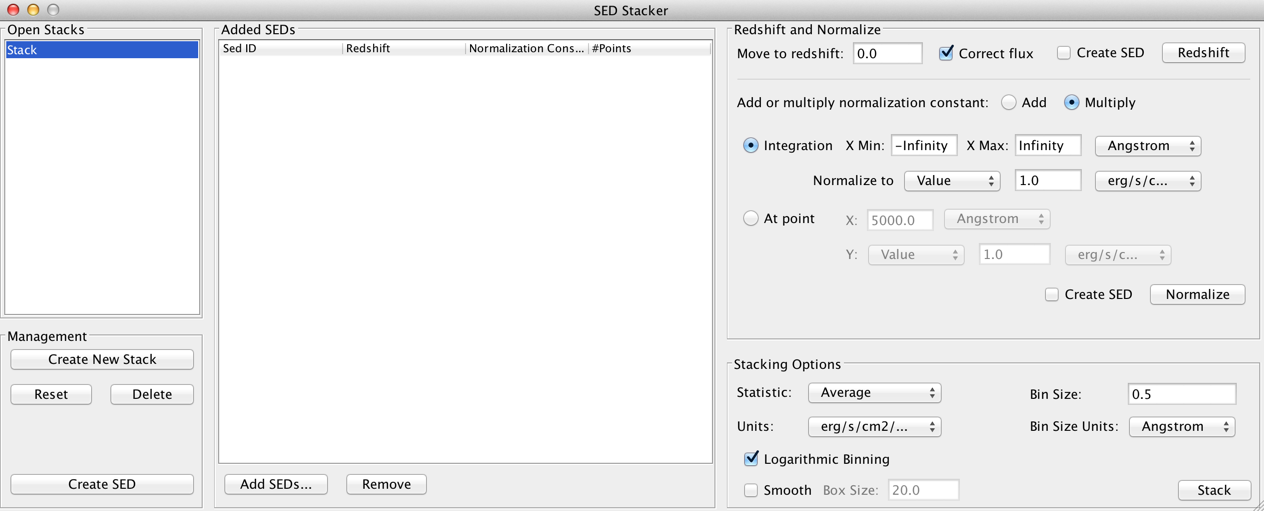 SED Stacker
Open Stacks
Stack
Management
Create New Stack
Reset Delete
Create SED
Added SEDs
Sed ID Redshift Normalization Cons... #Points
Add SEDs... Remove
Redshift and Normalize
Move to redshift: 0.0 Correct flux Create SED Redshift
Add or multiply normalization constant: Add Multiply
Integration X Min: -Infinity X Max: Infinity Angstrom
Normalize to Value 1.0 erg/s/c...
At point X: 5000.0 Angstrom
Y: Value 1.0 erg/s/c...
Create SED Normalize
Stacking Options
Statistic: Average Bin Size: 0.5
Units: erg/s/cm2/... Bin Size Units: Angstrom
Logarithmic Binning
Smooth Box Size: 20.0 Stack